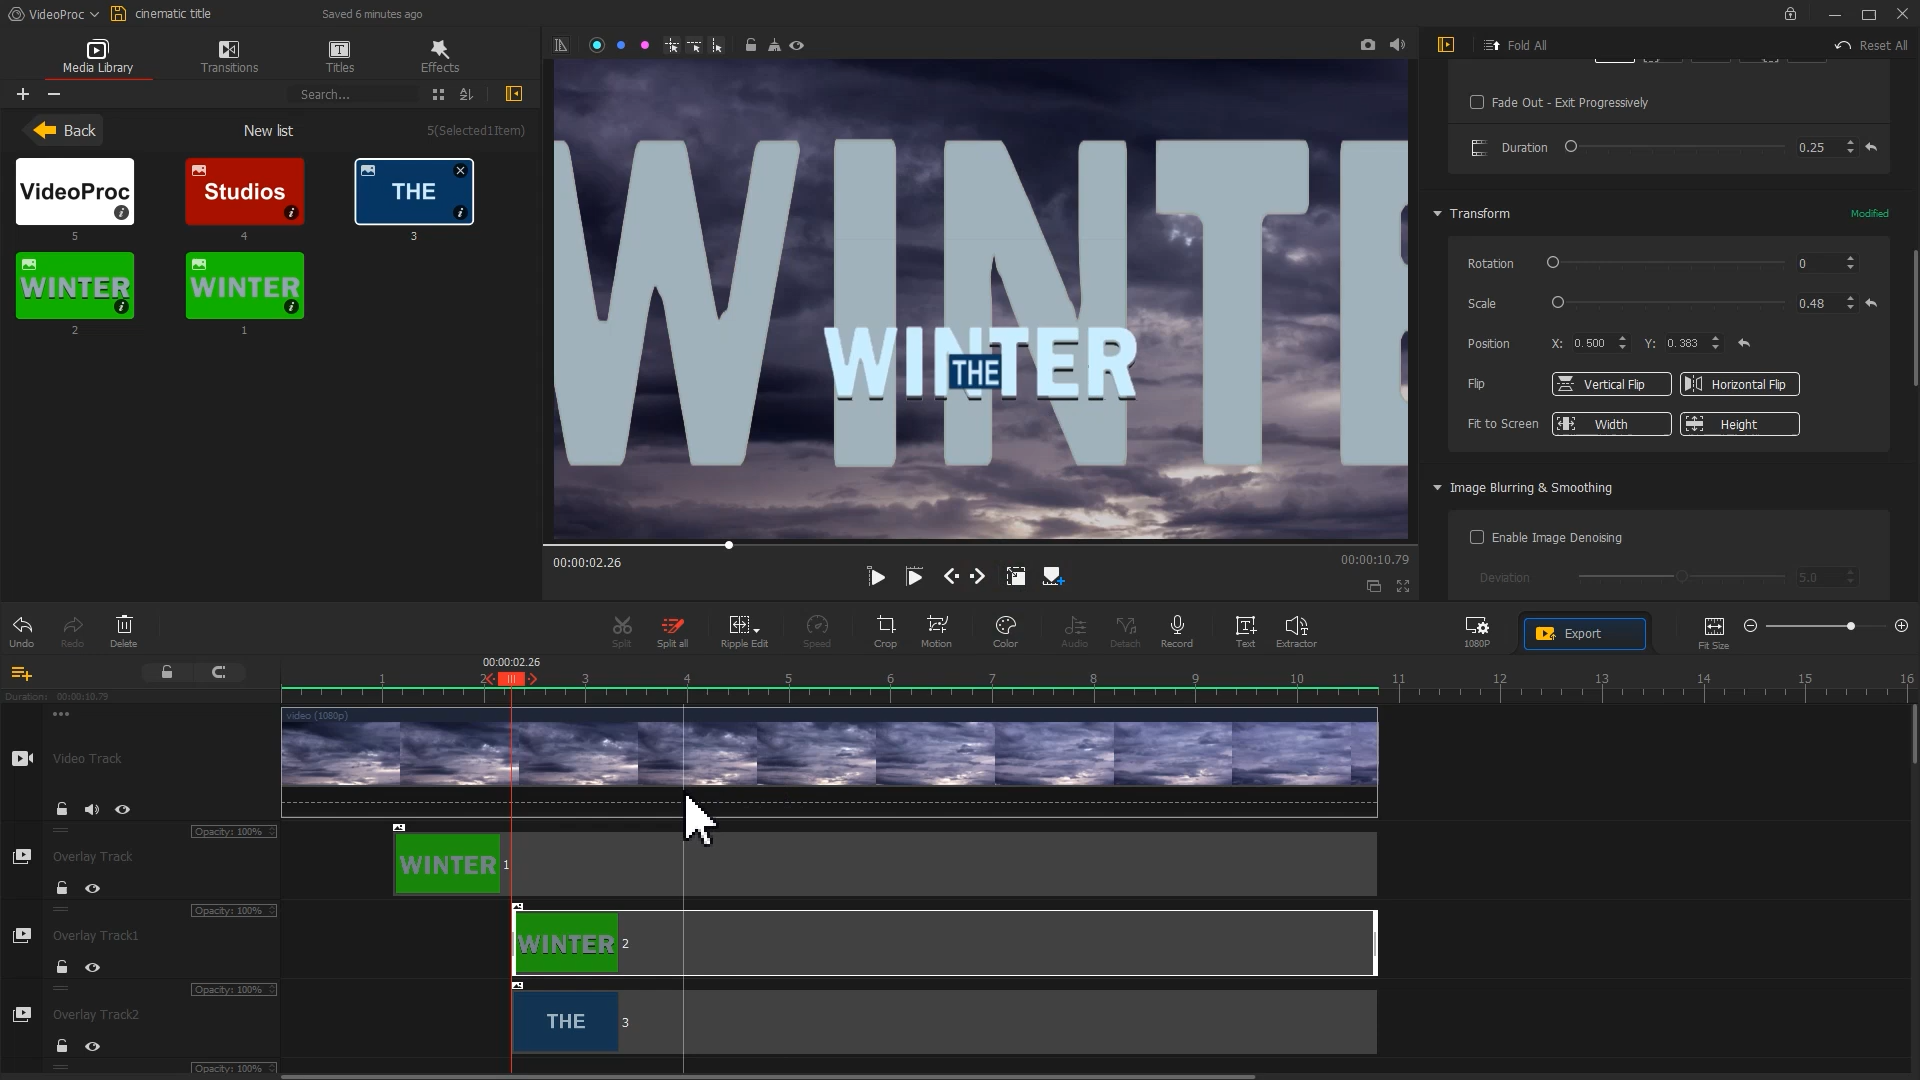 VideoProc
cinematic title
Saved 6 minutes ago
Media Library
Transitions
Titles
Effects
Search...
Back
New list
5(Selected1Item)
VideoProc
5
Studios
4
THE
3
WINTER
2
WINTER
1
WINTE
WINTER
THE
00:00:02.26
00:00:10.79
Fold All
Reset All
Fade Out - Exit Progressively
Duration
0.25
Transform
Modified
Rotation
0
Scale
0.48
Position
X: 0.500
Y: 0.383
Flip
Vertical Flip
Horizontal Flip
Fit to Screen
Width
Height
Image Blurring & Smoothing
Enable Image Denoising
Deviation
5.0
Undo
Redo
Delete
Split
Split all
Ripple Edit
Speed
Crop
Motion
Color
Audio
Detach
Record
Text
Extractor
1080P
Export
Fit Size
00:00:02.26
1 2 3 4 5 6 7 8 9 10 11 12 13 14 15 16
Duration: 00:00:10.79
video (1080p)
Video Track
Opacity: 100%
Overlay Track
WINTER
1
Opacity: 100%
Overlay Track1
WINTER
2
Opacity: 100%
Overlay Track2
THE
3
Opacity: 100%